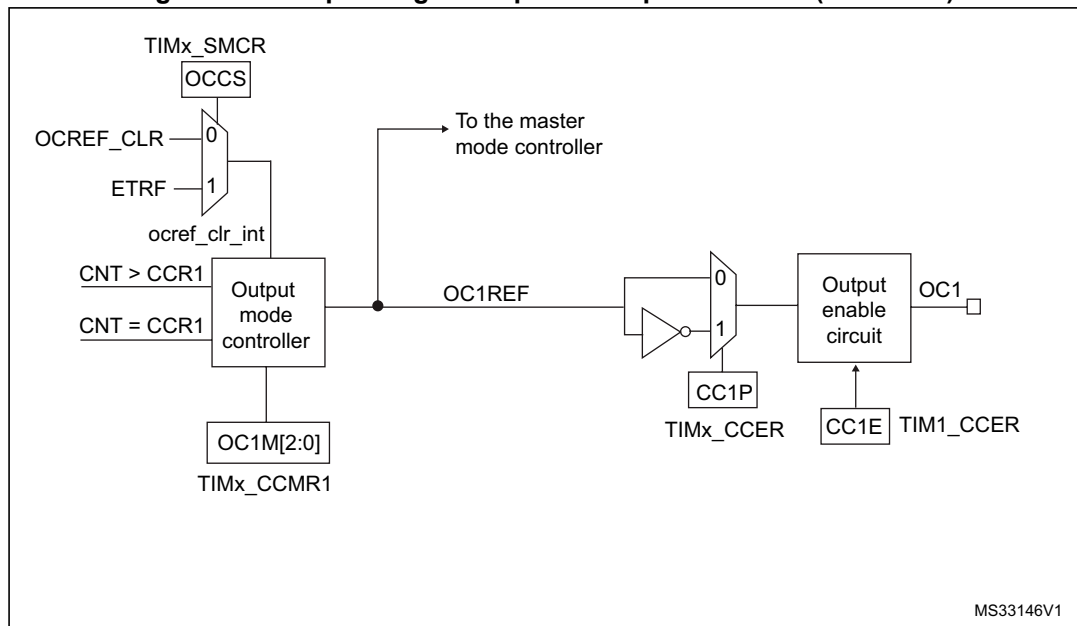 TIMx_SMCR
OCCS
OCREF_CLR
0
ETRF
1
ocref_clr_int
To the master
mode controller
CNT > CCR1
CNT = CCR1
Output
mode
controller
OC1REF
0
1
Output
enable
circuit
OC1
OC1M[2:0]
TIMx_CCMR1
CC1P
TIMx_CCER
CC1E
TIM1_CCER
MS33146V1